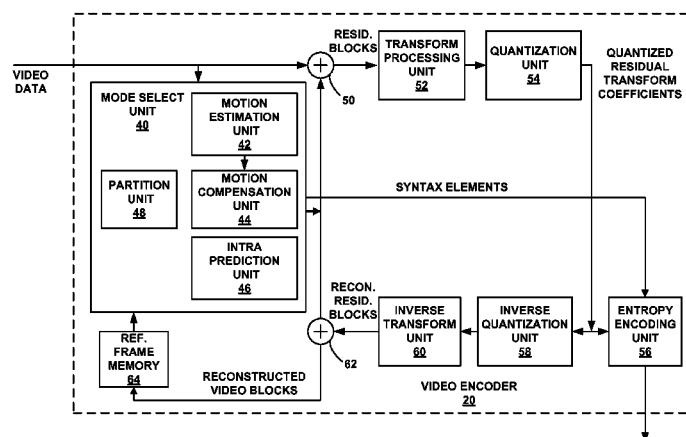 VIDEO
DATA
MODE SELECT
UNIT
40
MOTION
ESTIMATION
UNIT
42
PARTITION
UNIT
48
MOTION
COMPENSATION
UNIT
44
INTRA
PREDICTION
UNIT
46
RESID.
BLOCKS
50
TRANSFORM
PROCESSING
UNIT
52
QUANTIZATION
UNIT
54
QUANTIZED
RESIDUAL
TRANSFORM
COEFFICIENTS
SYNTAX ELEMENTS
RECON.
RESID.
BLOCKS
INVERSE
TRANSFORM
UNIT
60
INVERSE
QUANTIZATION
UNIT
58
ENTROPY
ENCODING
UNIT
56
REF.
FRAME
MEMORY
64
62
RECONSTRUCTED
VIDEO BLOCKS
VIDEO ENCODER
20